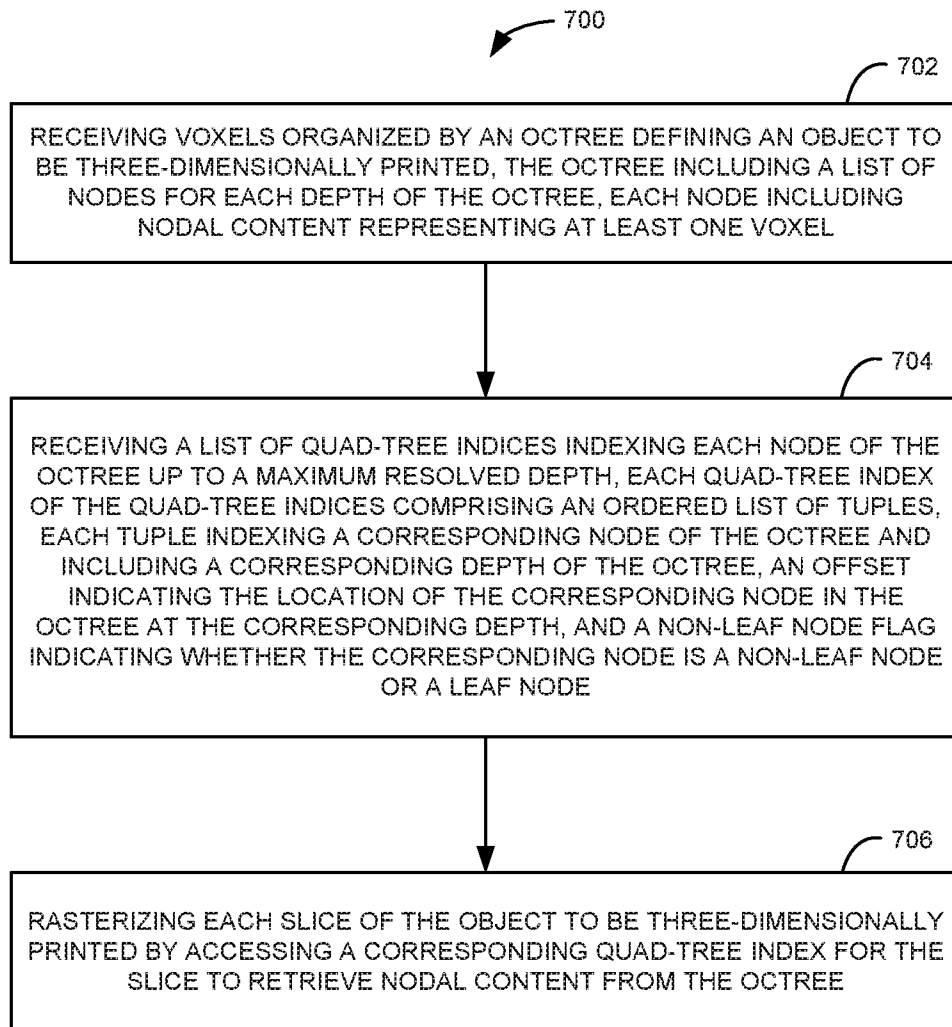 700
702
RECEIVING VOXELS ORGANIZED BY AN OCTREE DEFINING AN OBJECT TO
BE THREE-DIMENSIONALLY PRINTED, THE OCTREE INCLUDING A LIST OF
NODES FOR EACH DEPTH OF THE OCTREE, EACH NODE INCLUDING
NODAL CONTENT REPRESENTING AT LEAST ONE VOXEL
704
RECEIVING A LIST OF QUAD-TREE INDICES INDEXING EACH NODE OF THE
OCTREE UP TO A MAXIMUM RESOLVED DEPTH, EACH QUAD-TREE INDEX
OF THE QUAD-TREE INDICES COMPRISING AN ORDERED LIST OF TUPLES,
EACH TUPLE INDEXING A CORRESPONDING NODE OF THE OCTREE AND
INCLUDING A CORRESPONDING DEPTH OF THE OCTREE, AN OFFSET
INDICATING THE LOCATION OF THE CORRESPONDING NODE IN THE
OCTREE AT THE CORRESPONDING DEPTH, AND A NON-LEAF NODE FLAG
INDICATING WHETHER THE CORRESPONDING NODE IS A NON-LEAF NODE
OR A LEAF NODE
706
RASTERIZING EACH SLICE OF THE OBJECT TO BE THREE-DIMENSIONALLY
PRINTED BY ACCESSING A CORRESPONDING QUAD-TREE INDEX FOR THE
SLICE TO RETRIEVE NODAL CONTENT FROM THE OCTREE